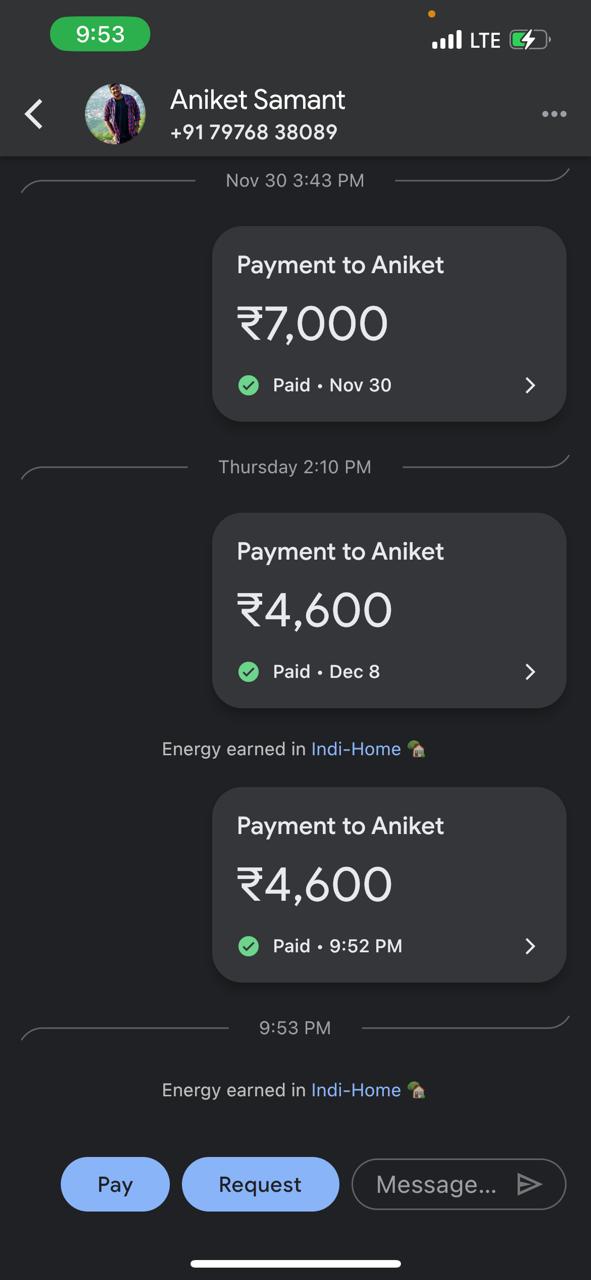 9:53
LTE
Aniket Samant
+91 79768 38089
Nov 30 3:43 PM
Payment to Aniket
₹7,000
Paid • Nov 30
Thursday 2:10 PM
Payment to Aniket
₹4,600
Paid • Dec 8
Energy earned in Indi-Home
Payment to Aniket
₹4,600
Paid • 9:52 PM
9:53 PM
Energy earned in Indi-Home
Pay Request Message...